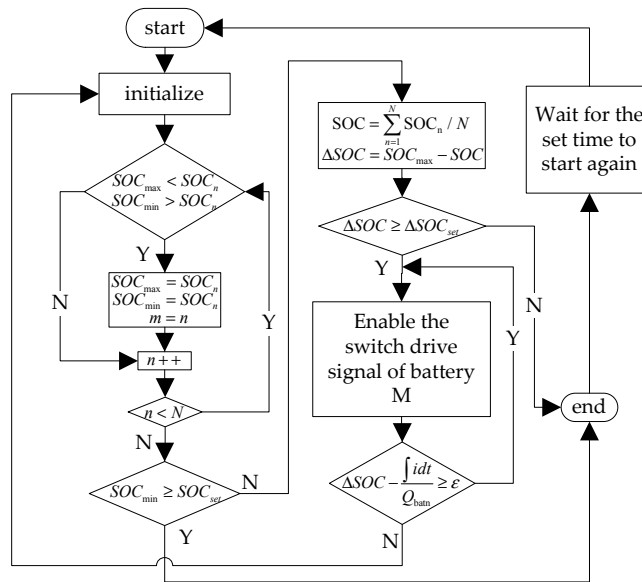 start
initialize
SOC_max < SOC_n
SOC_min > SOC_n
Y
N
SOC_max = SOC_n
SOC_min = SOC_n
m = n
Y
n++
n < N
N
SOC_min ≥ SOC_set
N
Y
SOC = ∑_{n=1}^{N} SOC_n / N
ΔSOC = SOC_max − SOC
ΔSOC ≥ ΔSOC_set
Y
N
Enable the
switch drive
signal of battery
M
Y
ΔSOC - ∫idt / Q_batn ≥ ε
N
Wait for the
set time to
start again
end